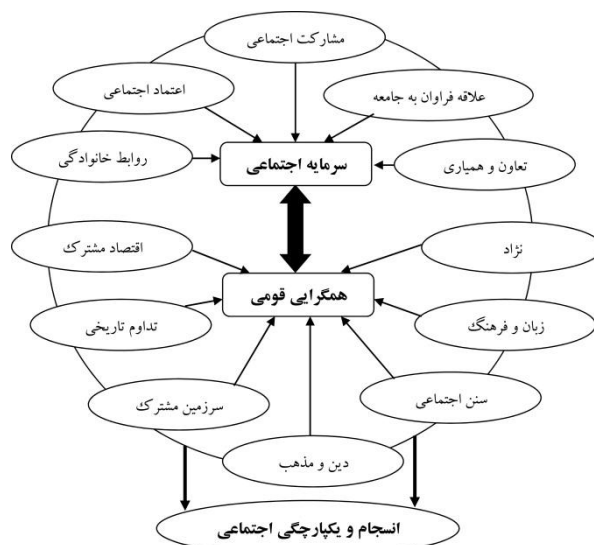 مشارکت اجتماعی
اعتماد اجتماعی
علاقه فراوان به جامعه
روابط خانوادگی
سرمایه اجتماعی
تعاون و همیاری
اقتصاد مشترک
نژاد
همگرایی قومی
تداوم تاریخی
زبان و فرهنگ
سرزمین مشترک
سنن اجتماعی
دین و مذهب
انسجام و یکپارچگی اجتماعی